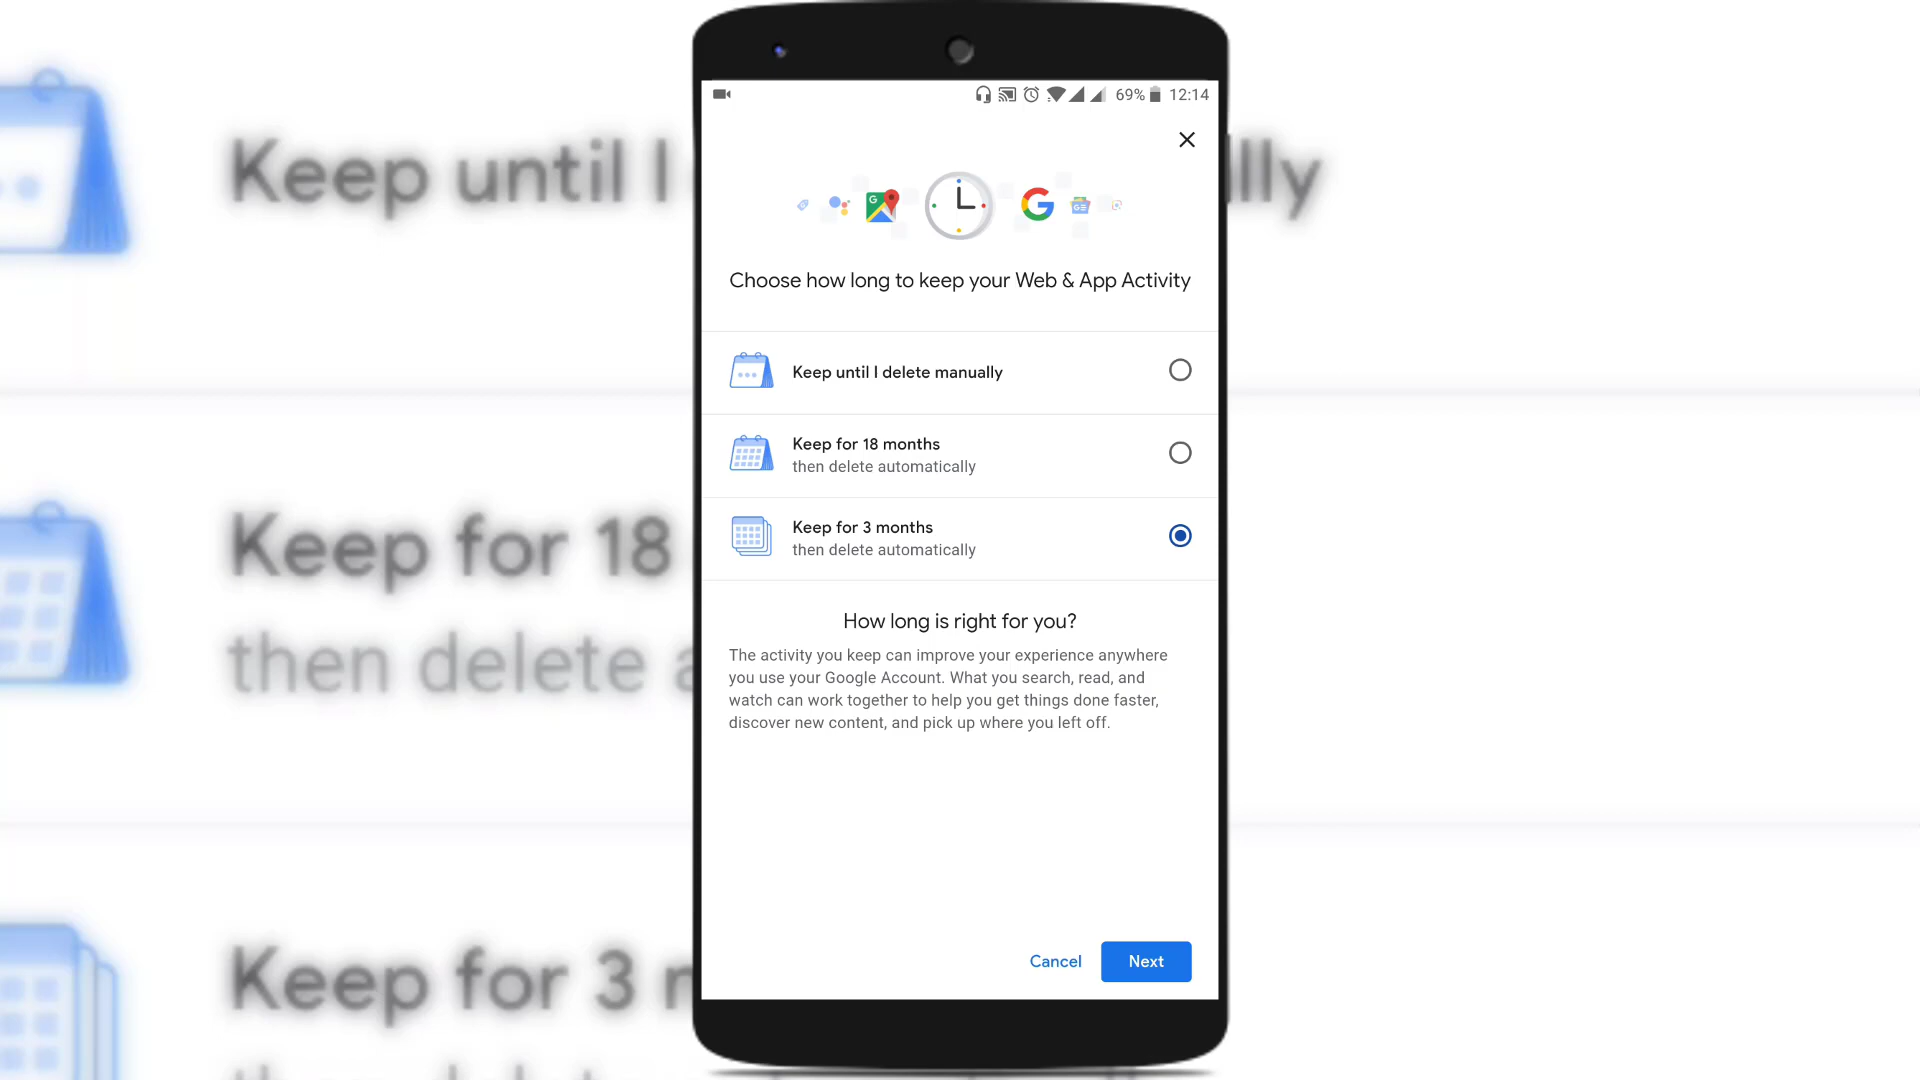 69% 12:14
Choose how long to keep your Web & App Activity
Keep until I delete manually
Keep for 18 months
then delete automatically
Keep for 3 months
then delete automatically
How long is right for you?
The activity you keep can improve your experience anywhere
you use your Google Account. What you search, read, and
watch can work together to help you get things done faster,
discover new content, and pick up where you left off.
Cancel Next
Keep until I
lly
Keep for 18
then delete a
Keep for 3 m